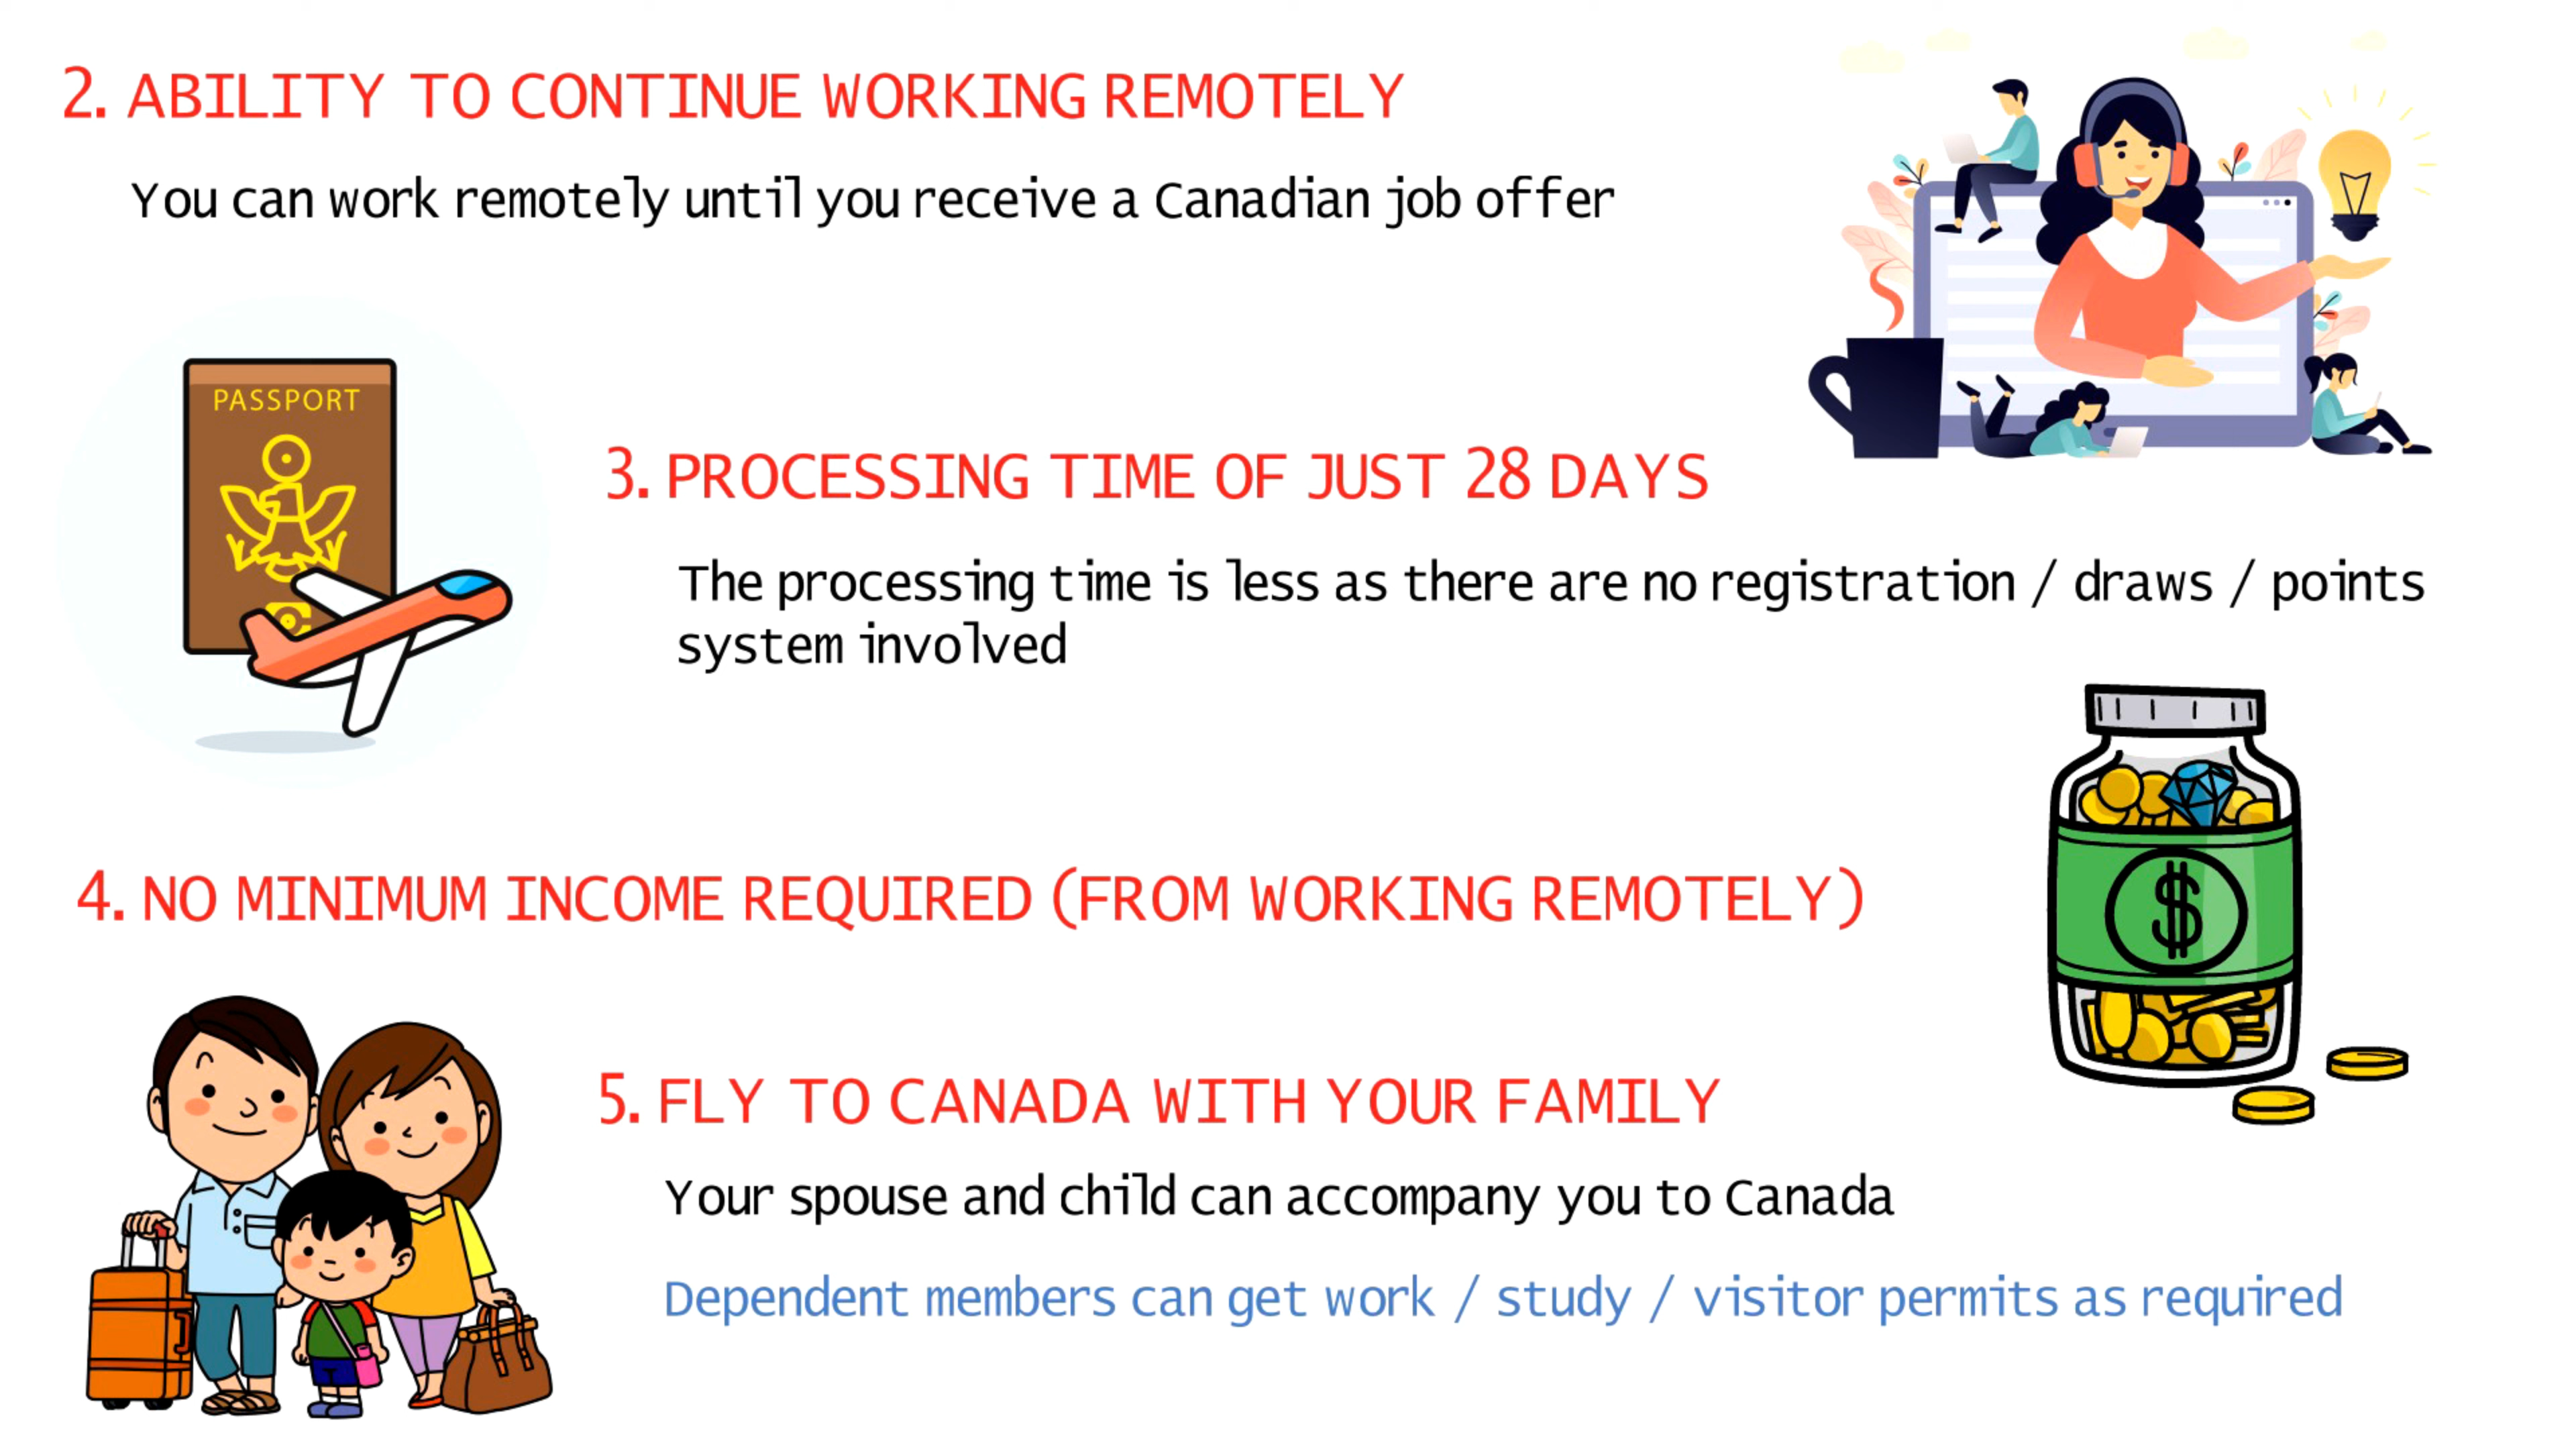 2. ABILITY TO CONTINUE WORKING REMOTELY
You can work remotely until you receive a Canadian job offer
PASSPORT
3. PROCESSING TIME OF JUST 28 DAYS
The processing time is less as there are no registration / draws / points
system involved
4. NO MINIMUM INCOME REQUIRED (FROM WORKING REMOTELY)
$
5. FLY TO CANADA WITH YOUR FAMILY
Your spouse and child can accompany you to Canada
Dependent members can get work / study / visitor permits as required